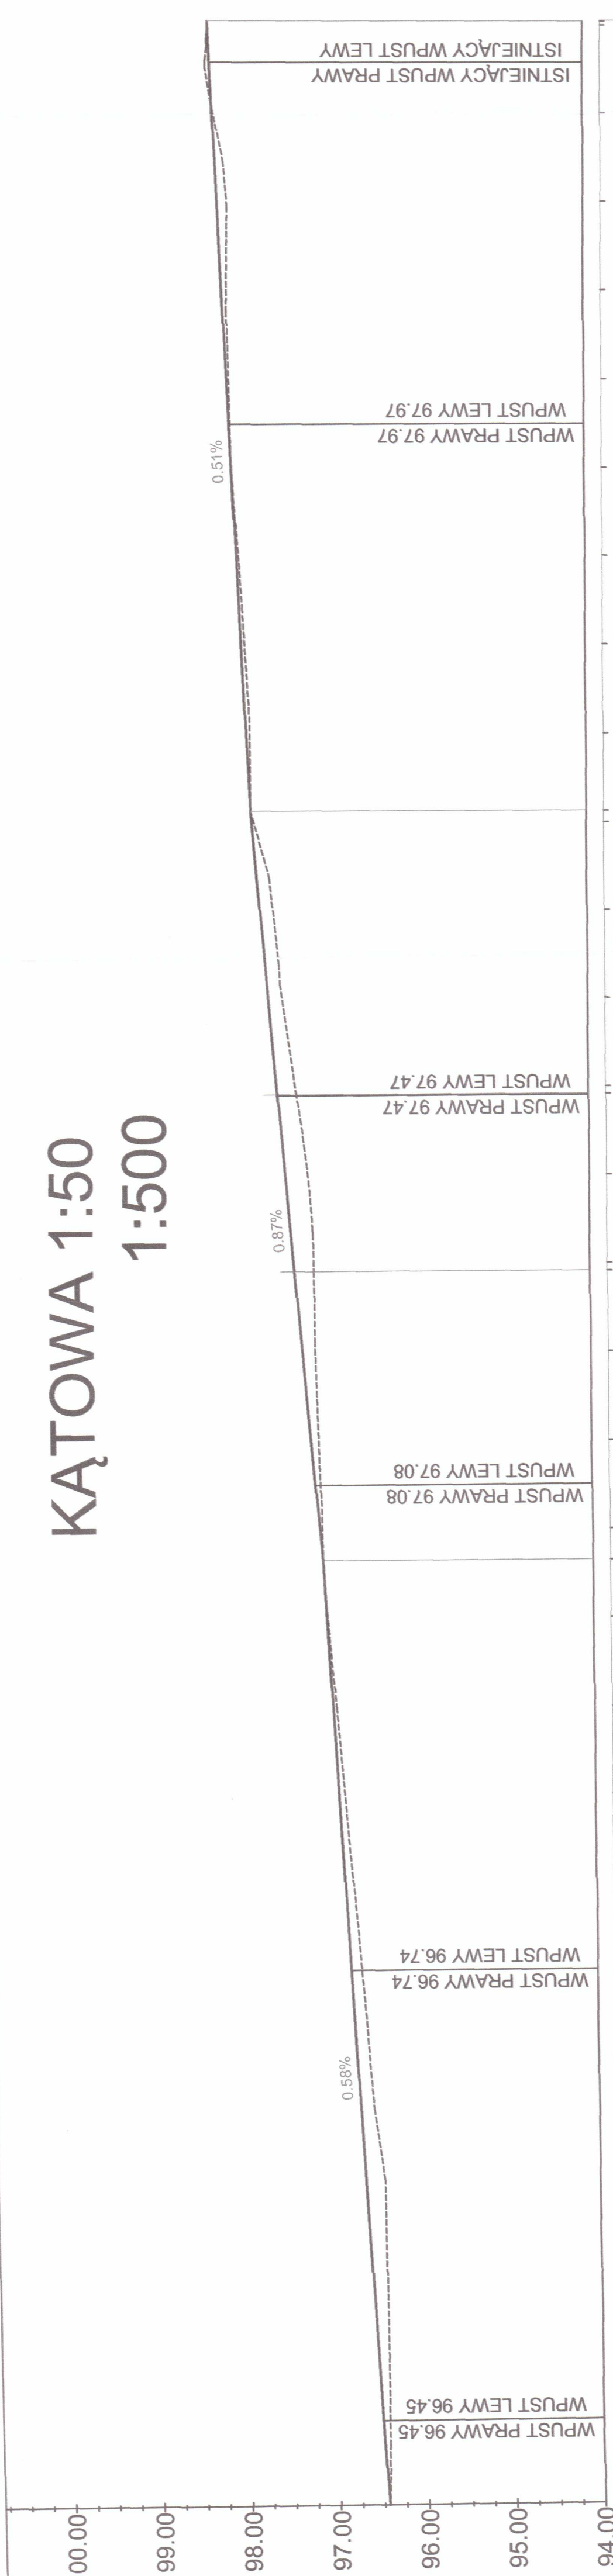 KĄTOWA 1:50
1:500
00.00
99.00
98.00
97.00
96.00
95.00
94.00
0.58%
0.87%
0.51%
WPUST PRAWY 96.45
WPUST LEWY 96.45
WPUST PRAWY 96.74
WPUST LEWY 96.74
WPUST PRAWY 97.08
WPUST LEWY 97.08
WPUST PRAWY 97.47
WPUST LEWY 97.47
WPUST PRAWY 97.97
WPUST LEWY 97.97
ISTNIEJĄCY WPUST PRAWY
ISTNIEJĄCY WPUST LEWY